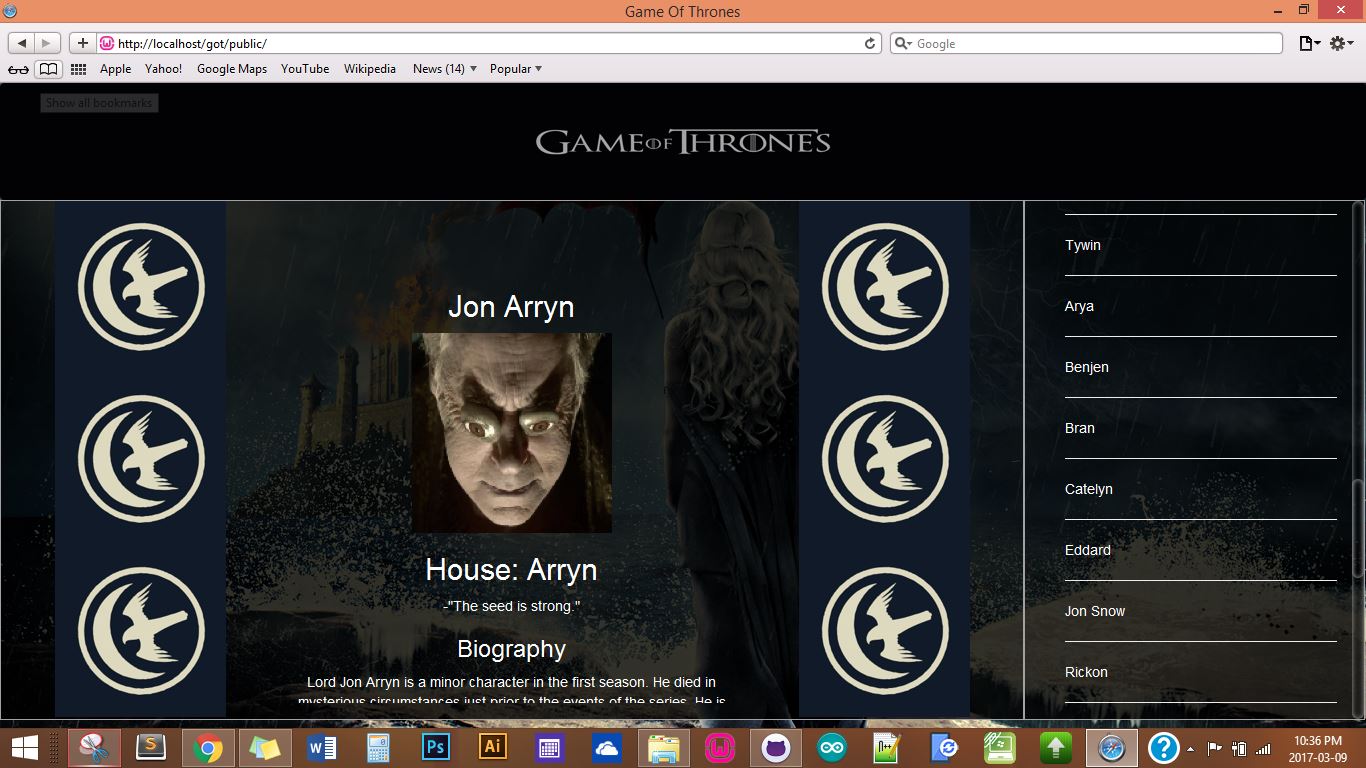 Game Of Thrones
http://localhost/got/public/
Google
Apple Yahoo! Google Maps YouTube Wikipedia News (14) Popular
Show all bookmarks
GAME OF THRONES
Jon Arryn
House: Arryn
-"The seed is strong."
Biography
Lord Jon Arryn is a minor character in the first season. He died in
mysterious circumstances just prior to the events of the series. He is
Tywin
Arya
Benjen
Bran
Catelyn
Eddard
Jon Snow
Rickon
S
W
Ps
Ai
n++
?
10:36 PM
2017-03-09